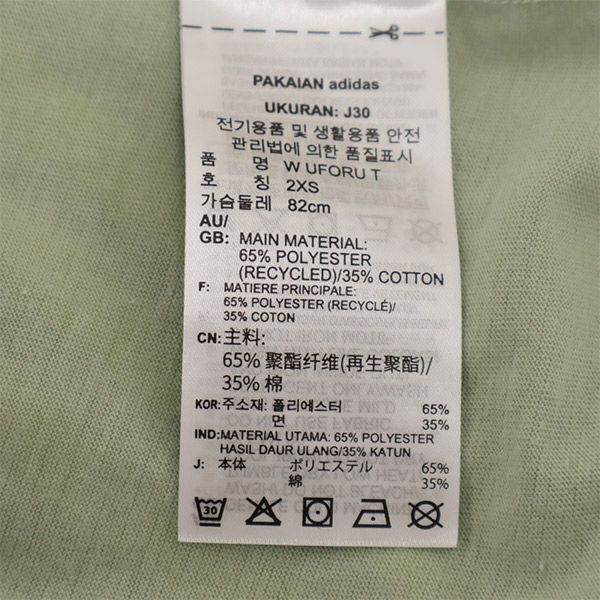 PAKAIAN adidas
UKURAN: J30
전기용품 및 생활용품 안전
관리법에 의한 품질표시
품 명 W UFORU T
호 칭 2XS
가슴둘레 82cm
AU/
GB: MAIN MATERIAL:
65% POLYESTER
(RECYCLED)/35% COTTON
F: MATIERE PRINCIPALE:
65% POLYESTER (RECYCLÉ)/
35% COTON
CN: 主料:
65% 聚酯纤维(再生聚酯)/
35% 棉
KOR: 주소재: 폴리에스터 65%
면 35%
IND: MATERIAL UTAMA: 65% POLYESTER
HASIL DAUR ULANG/35% KATUN
J: 本体 ポリエステル 65%
綿 35%
30